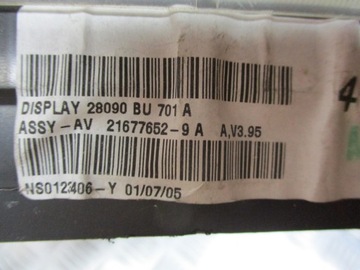 DISPLAY 28090 BU 701 A
ASSY-AV 21677652-9 A A,V3.95
NS012406-Y 01/07/05
4